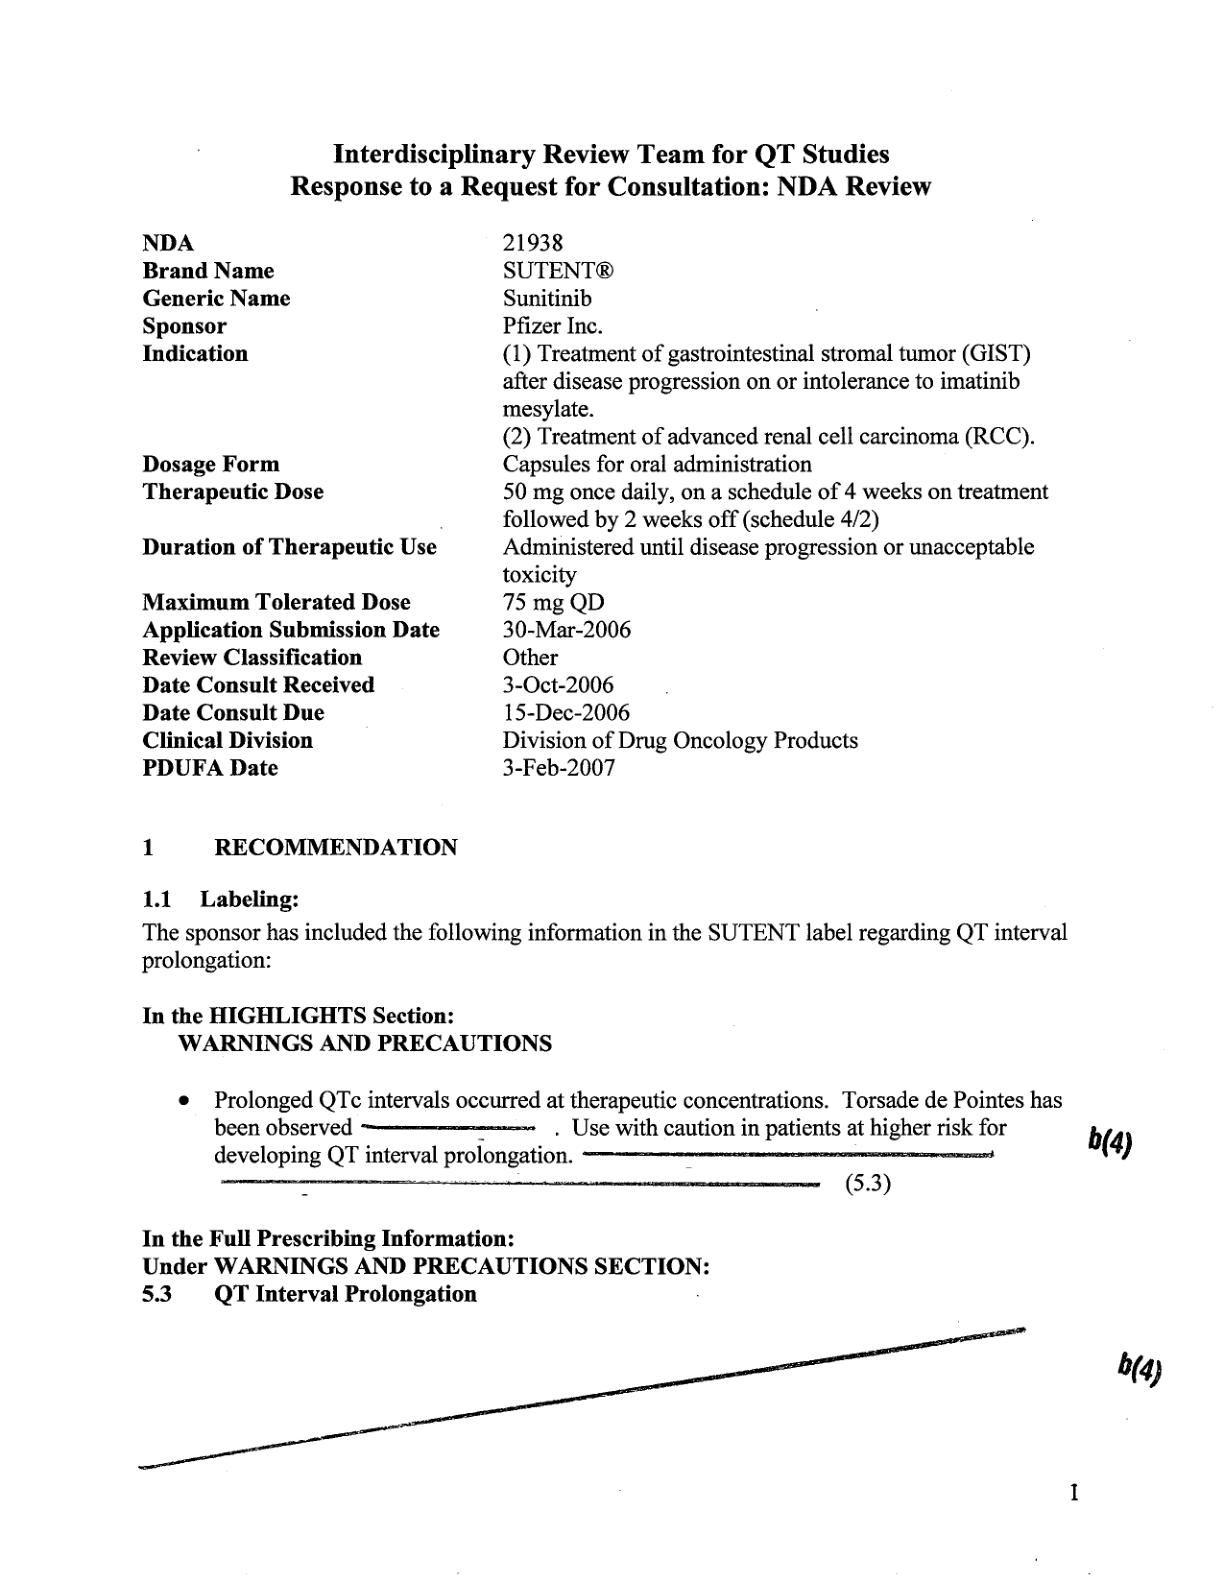 Interdisciplinary Review Team for QT Studies
Response to a Request for Consultation: NDA Review
NDA 21938
Brand Name SUTENT®
Generic Name Sunitinib
Sponsor Pfizer Inc.
Indication (1) Treatment of gastrointestinal stromal tumor (GIST)
after disease progression on or intolerance to imatinib
mesylate.
(2) Treatment of advanced renal cell carcinoma (RCC).
Dosage Form Capsules for oral administration
Therapeutic Dose 50 mg once daily, on a schedule of 4 weeks on treatment
followed by 2 weeks off (schedule 4/2)
Duration of Therapeutic Use Administered until disease progression or unacceptable
toxicity
Maximum Tolerated Dose 75 mg QD
Application Submission Date 30-Mar-2006
Review Classification Other
Date Consult Received 3-Oct-2006
Date Consult Due 15-Dec-2006
Clinical Division Division of Drug Oncology Products
PDUFA Date 3-Feb-2007
1 RECOMMENDATION
1.1 Labeling:
The sponsor has included the following information in the SUTENT label regarding QT interval
prolongation:
In the HIGHLIGHTS Section:
WARNINGS AND PRECAUTIONS
• Prolonged QTc intervals occurred at therapeutic concentrations. Torsade de Pointes has
been observed . Use with caution in patients at higher risk for
developing QT interval prolongation.
b(4)
(5.3)
In the Full Prescribing Information:
Under WARNINGS AND PRECAUTIONS SECTION:
5.3 QT Interval Prolongation
b(4)
1